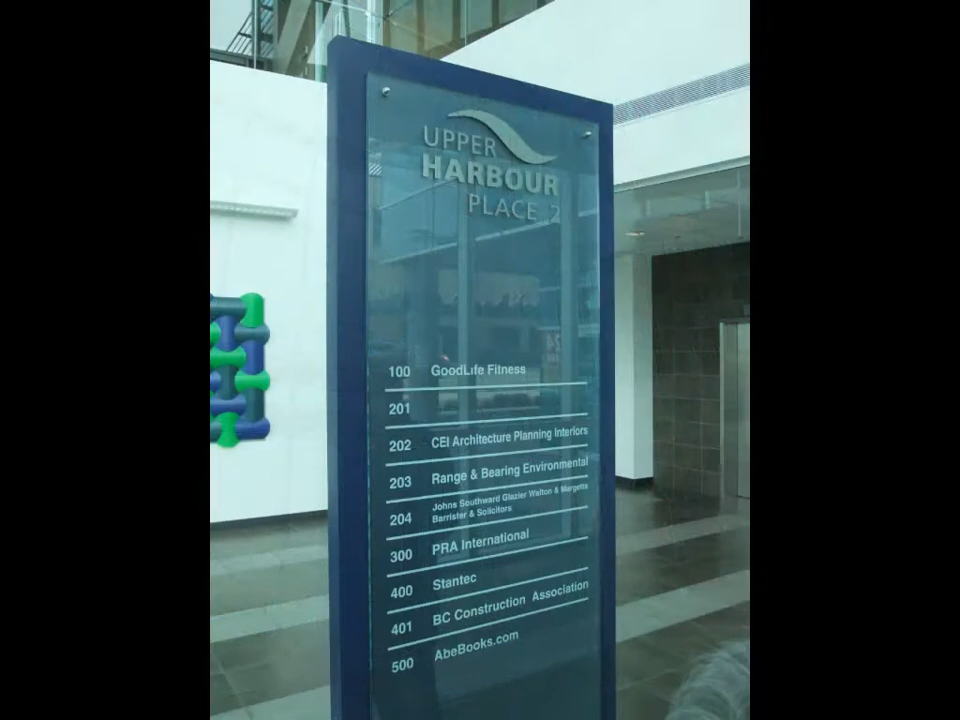 UPPER
HARBOUR
PLACE 2
100 GoodLife Fitness
201
202 CEI Architecture Planning Interiors
203 Range & Bearing Environmental
204 Johns Southward Glazier Walton & Margetts
Barrister & Solicitors
300 PRA International
400 Stantec
401 BC Construction Association
500 AbeBooks.com